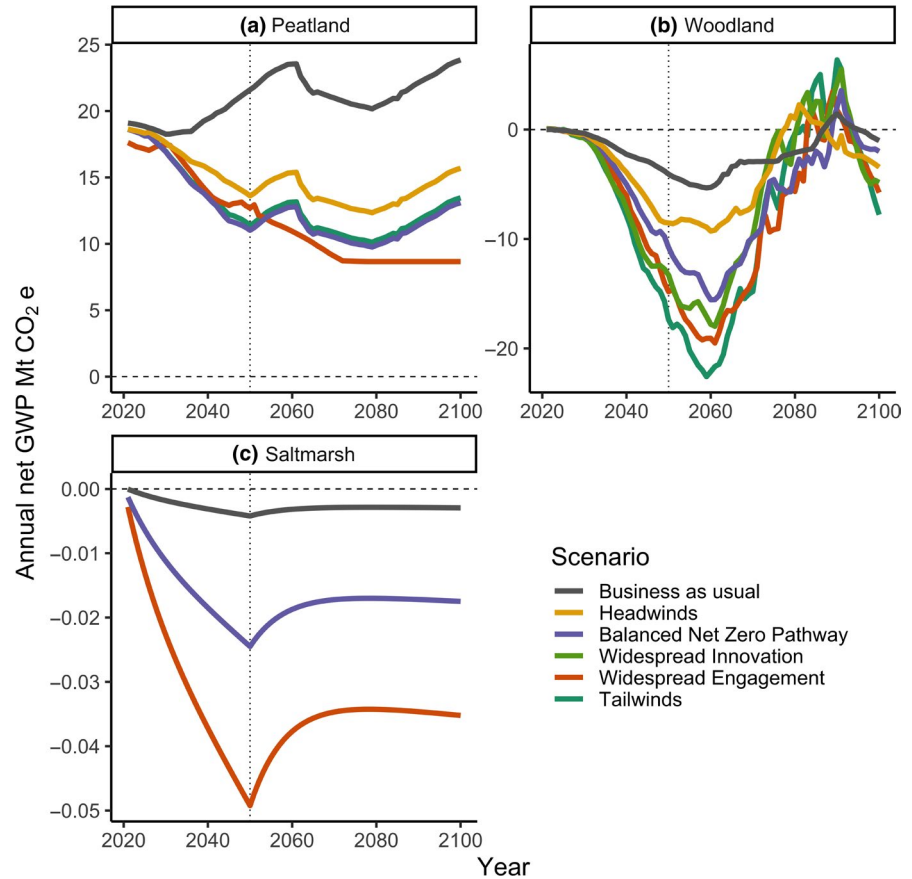 (a) Peatland
(b) Woodland
25
20
15
10
5
0
2020 2040 2060 2080 2100
0
−10
−20
2020 2040 2060 2080 2100
(c) Saltmarsh
0.00
−0.01
−0.02
−0.03
−0.04
−0.05
2020 2040 2060 2080 2100
Annual net GWP Mt CO₂ e
Year
Scenario
Business as usual
Headwinds
Balanced Net Zero Pathway
Widespread Innovation
Widespread Engagement
Tailwinds